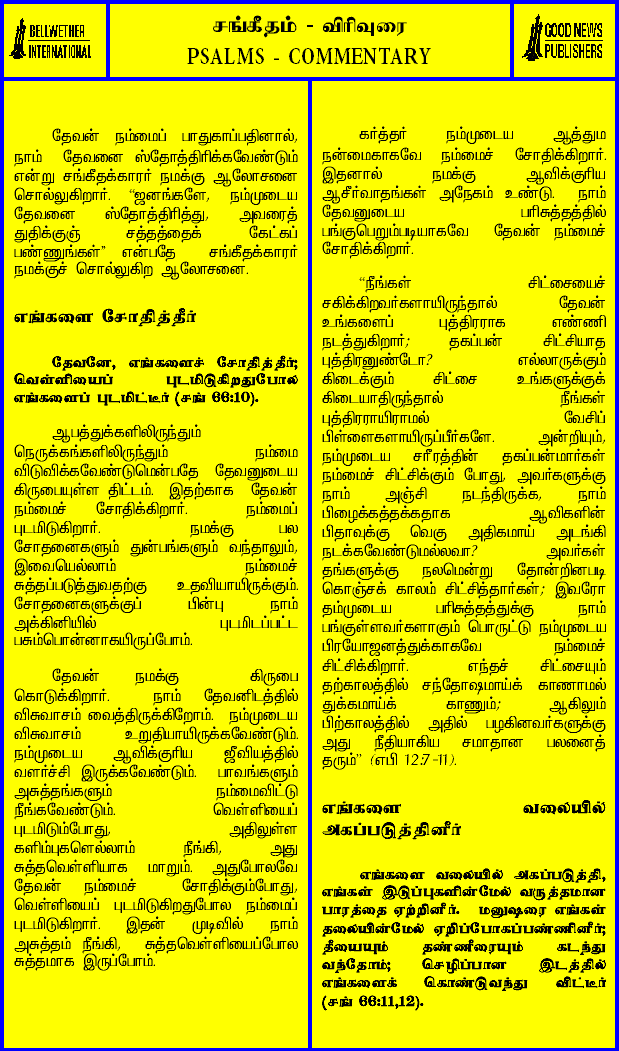 BELLWETHER
INTERNATIONAL
சங்கீதம் - விரிவுரை
PSALMS - COMMENTARY
GOOD NEWS
PUBLISHERS
தேவன் நம்மைப் பாதுகாப்பதினால்,
நாம் தேவனை ஸ்தோத்திரிக்கவேண்டும்
என்று சங்கீதக்காரர் நமக்கு ஆலோசனை
சொல்லுகிறார். “ஜனங்களே, நம்முடைய
தேவனை ஸ்தோத்திரித்து, அவரைத்
துதிக்குஞ் சத்தத்தைக் கேட்கப்
பண்ணுங்கள்” என்பதே சங்கீதக்காரர்
நமக்குச் சொல்லுகிற ஆலோசனை.
எங்களை சோதித்தீர்
தேவனே, எங்களைச் சோதித்தீர்;
வெள்ளியைப் புடமிடுகிறதுபோல
எங்களைப் புடமிட்டீர் (சங் 66:10).
ஆபத்துக்களிலிருந்தும்
நெருக்கங்களிலிருந்தும் நம்மை
விடுவிக்கவேண்டுமென்பதே தேவனுடைய
கிருபையுள்ள திட்டம். இதற்காக தேவன்
நம்மைச் சோதிக்கிறார். நம்மைப்
புடமிடுகிறார். நமக்கு பல
சோதனைகளும் துன்பங்களும் வந்தாலும்,
இவையெல்லாம் நம்மைச்
சுத்தப்படுத்துவதற்கு உதவியாயிருக்கும்.
சோதனைகளுக்குப் பின்பு நாம்
அக்கினியில் புடமிடப்பட்ட
பசும்பொன்னாகயிருப்போம்.
தேவன் நமக்கு கிருபை
கொடுக்கிறார். நாம் தேவனிடத்தில்
விசுவாசம் வைத்திருக்கிறோம். நம்முடைய
விசுவாசம் உறுதியாயிருக்கவேண்டும்.
நம்முடைய ஆவிக்குரிய ஜீவியத்தில்
வளர்ச்சி இருக்கவேண்டும். பாவங்களும்
அசுத்தங்களும் நம்மைவிட்டு
நீங்கவேண்டும். வெள்ளியைப்
புடமிடும்போது, அதிலுள்ள
களிம்புகளெல்லாம் நீங்கி, அது
சுத்தவெள்ளியாக மாறும். அதுபோலவே
தேவன் நம்மைச் சோதிக்கும்போது,
வெள்ளியைப் புடமிடுகிறதுபோல நம்மைப்
புடமிடுகிறார். இதன் முடிவில் நாம்
அசுத்தம் நீங்கி, சுத்தவெள்ளியைப்போல
சுத்தமாக இருப்போம்.
கர்த்தர் நம்முடைய ஆத்தும
நன்மைகாகவே நம்மைச் சோதிக்கிறார்.
இதனால் நமக்கு ஆவிக்குரிய
ஆசீர்வாதங்கள் அநேகம் உண்டு. நாம்
தேவனுடைய பரிசுத்தத்தில்
பங்குபெறும்படியாகவே தேவன் நம்மைச்
சோதிக்கிறார்.
“நீங்கள் சிட்சையைச்
சகிக்கிறவர்களாயிருந்தால் தேவன்
உங்களைப் புத்திரராக எண்ணி
நடத்துகிறார்; தகப்பன் சிட்சியாத
புத்திரனுண்டோ? எல்லாருக்கும்
கிடைக்கும் சிட்சை உங்களுக்குக்
கிடையாதிருந்தால் நீங்கள்
புத்திரராயிராமல் வேசிப்
பிள்ளைகளாயிருப்பீர்களே. அன்றியும்,
நம்முடைய சரீரத்தின் தகப்பன்மார்கள்
நம்மைச் சிட்சிக்கும் போது, அவர்களுக்கு
நாம் அஞ்சி நடந்திருக்க, நாம்
பிழைக்கத்தக்கதாக ஆவிகளின்
பிதாவுக்கு வெகு அதிகமாய் அடங்கி
நடக்கவேண்டுமல்லவா? அவர்கள்
தங்களுக்கு நலமென்று தோன்றினபடி
கொஞ்சக் காலம் சிட்சித்தார்கள்; இவரோ
தம்முடைய பரிசுத்தத்துக்கு நாம்
பங்குள்ளவர்களாகும் பொருட்டு நம்முடைய
பிரயோஜனத்துக்காகவே நம்மைச்
சிட்சிக்கிறார். எந்தச் சிட்சையும்
தற்காலத்தில் சந்தோஷமாய்க் காணாமல்
துக்கமாய்க் காணும்; ஆகிலும்
பிற்காலத்தில் அதில் பழகினவர்களுக்கு
அது நீதியாகிய சமாதான பலனைத்
தரும்” (எபி 12:7-11).
எங்களை வலையில்
அகப்படுத்தினீர்
எங்களை வலையில் அகப்படுத்தி,
எங்கள் இடுப்புகளின்மேல் வருத்தமான
பாரத்தை ஏற்றினீர். மனுஷரை எங்கள்
தலையின்மேல் ஏறிப்போகப்பண்ணினீர்;
தீயையும் தண்ணீரையும் கடந்து
வந்தோம்; செழிப்பான இடத்தில்
எங்களைக் கொண்டுவந்து விட்டீர்
(சங் 66:11,12).